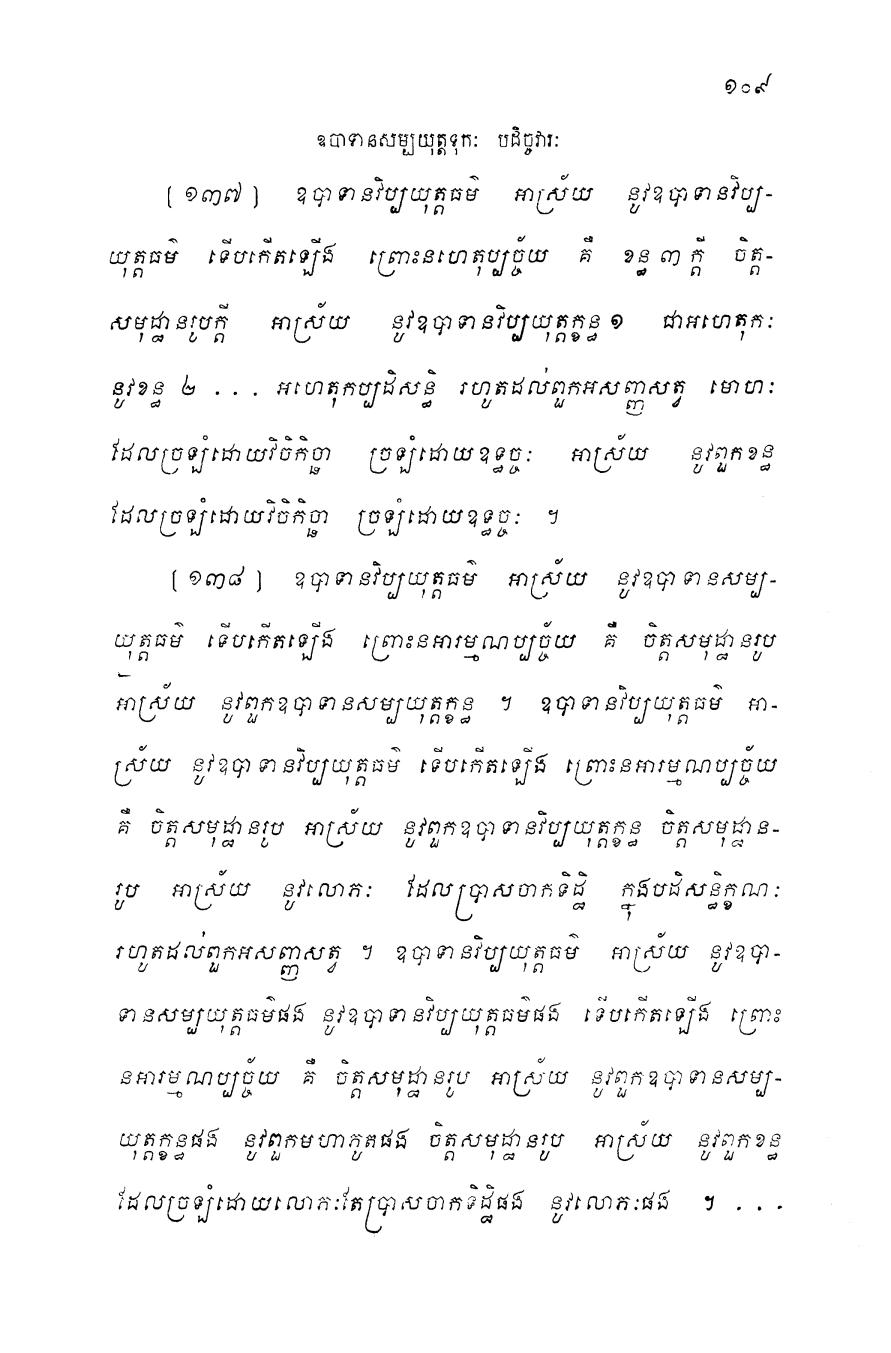 ១០៩
ឧបាទានសម្បយុត្តទុកៈ បដិច្ចវារៈ
[១៣៧] ឧបាទានវិប្បយុត្តធម៌ អាស្រ័យ នូវឧបាទានវិប្ប-
យុត្តធម៌ ទើបកើតឡើង ព្រោះនហេតុប្បច្ច័យ គឺ ខន្ធ ៣ ក្តី ចិត្ត-
សមុដ្ឋានរូបក្តី អាស្រ័យ នូវឧបាទានវិប្បយុត្តក្ខន្ធ ១ ជាអហេតុកៈ
នូវខន្ធ ២ ... អហេតុកប្បដិសន្ធិ រហូតដល់ពួកអសញ្ញសត្វ មោហៈ
ដែលច្រឡំដោយវិចិកិច្ឆា ច្រឡំដោយឧទ្ធច្ចៈ អាស្រ័យ នូវពួកខន្ធ
ដែលច្រឡំដោយវិចិកិច្ឆា ច្រឡំដោយឧទ្ធច្ចៈ ។
[១៣៨] ឧបាទានវិប្បយុត្តធម៌ អាស្រ័យ នូវឧបាទានសម្ប-
យុត្តធម៌ ទើបកើតឡើង ព្រោះនអារម្មណប្បច្ច័យ គឺ ចិត្តសមុដ្ឋានរូប
អាស្រ័យ នូវពួកឧបាទានសម្បយុត្តក្ខន្ធ ។ ឧបាទានវិប្បយុត្តធម៌ អា-
ស្រ័យ នូវឧបាទានវិប្បយុត្តធម៌ ទើបកើតឡើង ព្រោះនអារម្មណប្បច្ច័យ
គឺ ចិត្តសមុដ្ឋានរូប អាស្រ័យ នូវពួកឧបាទានវិប្បយុត្តក្ខន្ធ ចិត្តសមុដ្ឋាន-
រូប អាស្រ័យ នូវលោភៈ ដែលប្រាសចាកទិដ្ឋិ ក្នុងបដិសន្ធិក្ខណៈ
រហូតដល់ពួកអសញ្ញសត្វ ។ ឧបាទានវិប្បយុត្តធម៌ អាស្រ័យ នូវឧបា-
ទានសម្បយុត្តធម៌ផង នូវឧបាទានវិប្បយុត្តធម៌ផង ទើបកើតឡើង ព្រោះ
នអារម្មណប្បច្ច័យ គឺ ចិត្តសមុដ្ឋានរូប អាស្រ័យ នូវពួកឧបាទានសម្ប-
យុត្តក្ខន្ធផង នូវពួកមហាភូតផង ចិត្តសមុដ្ឋានរូប អាស្រ័យ នូវពួកខន្ធ
ដែលច្រឡំដោយលោភៈតែប្រាសចាកទិដ្ឋិផង នូវលោភៈផង ។ ...